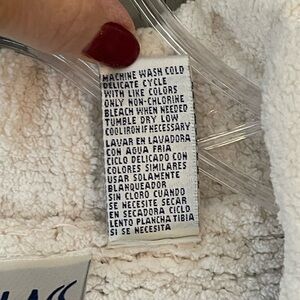 MACHINE WASH COLD
DELICATE CYCLE
WITH LIKE COLORS
ONLY NON-CHLORINE
BLEACH WHEN NEEDED
TUMBLE DRY LOW
COOL IRON IF NECESSARY
LAVAR EN LAVADORA
CON AGUA FRIA
CICLO DELICADO CON
COLORES SIMILARES
USAR SOLAMENTE
BLANQUEADOR
SIN CLORO CUANDO
SE NECESITE SECAR
EN SECADORA CICLO
LENTO PLANCHA TIBIA
SI SE NECESITA